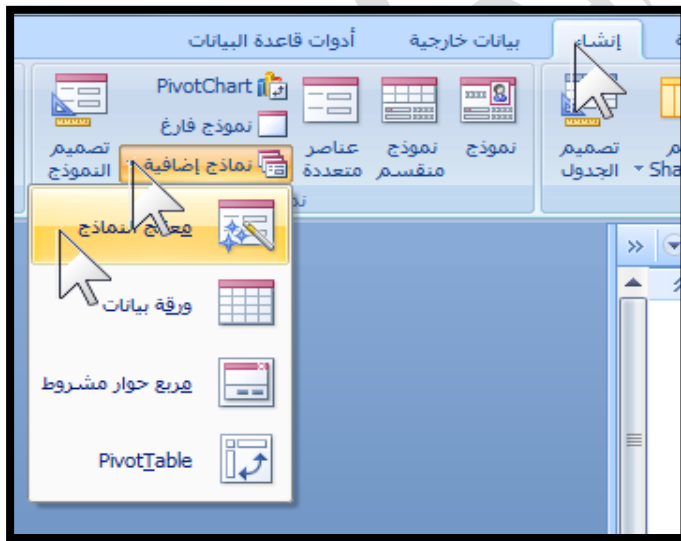 إنشاء
بيانات خارجية
أدوات قاعدة البيانات
تصميم الجدول
Sha
نموذج
نموذج منقسم
عناصر متعددة
PivotChart
نموذج فارغ
نماذج إضافية
تصميم النموذج
معالج النماذج
ورقة بيانات
مربع حوار مشروط
PivotTable